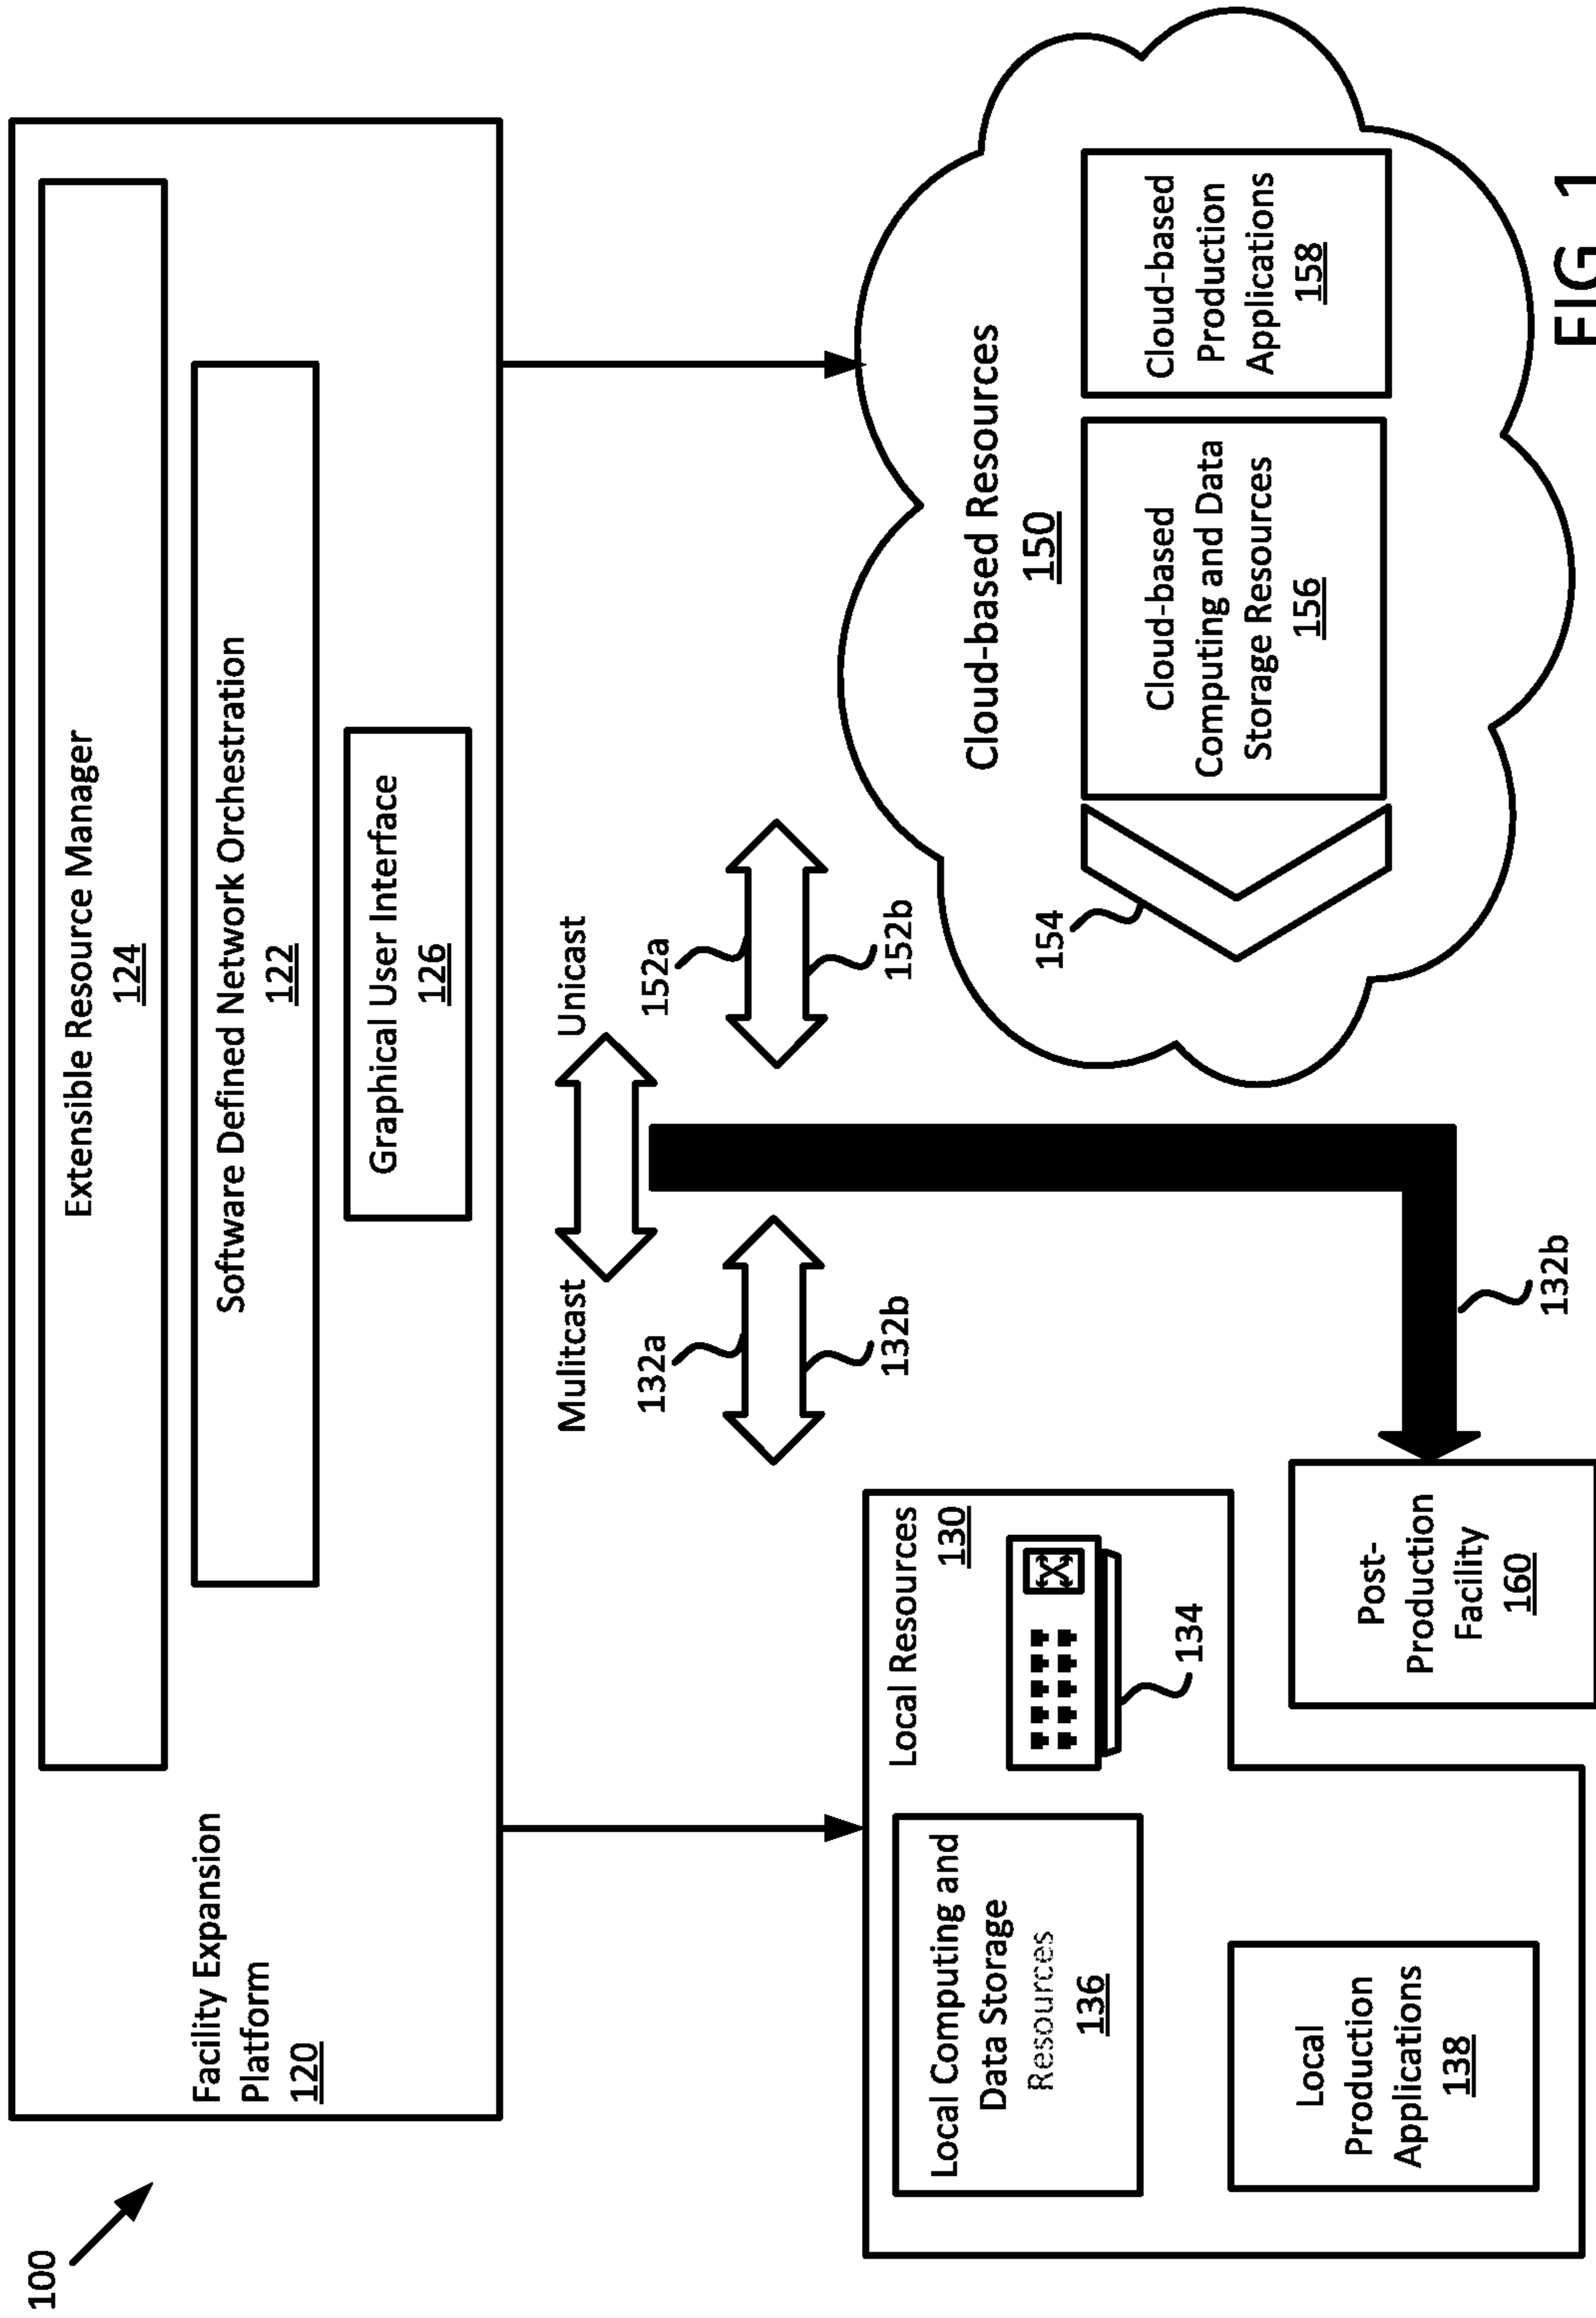 100
Extensible Resource Manager
124
Software Defined Network Orchestration
122
Graphical User Interface
126
Facility Expansion
Platform
120
Mulitcast
Unicast
132a
132b
152a
152b
Local Resources
130
134
Local Computing and
Data Storage
Resources
136
Local
Production
Applications
138
Post-
Production
Facility
160
132b
Cloud-based Resources
150
154
Cloud-based
Computing and Data
Storage Resources
156
Cloud-based
Production
Applications
158
FIG. 1